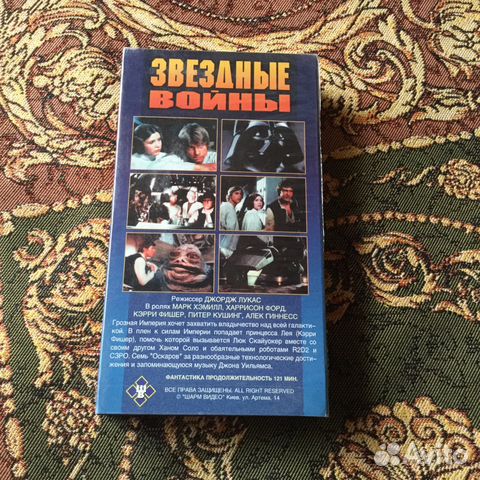 ЗВЕЗДНЫЕ
ВОЙНЫ
Режиссер ДЖОРДЖ ЛУКАС
В ролях МАРК ХЭМИЛЛ, ХАРРИСОН ФОРД,
КЭРРИ ФИШЕР, ПИТЕР КУШИНГ, АЛЕК ГИННЕСС
Грозная Империя хочет захватить владычество над всей галакти-
кой. В плен к силам Империи попадает принцесса Лея (Кэрри
Фишер), помочь которой вызывается Люк Скайуокер вместе со
своим другом Ханом Соло и обаятельными роботами R2D2 и
C3PO. Семь "Оскаров" за разнообразные технологические дости-
жения и запоминающуюся музыку Джона Уильямса.
ФАНТАСТИКА ПРОДОЛЖИТЕЛЬНОСТЬ 121 МИН.
ВСЕ ПРАВА ЗАЩИЩЕНЫ. ALL RIGHT RESERVED
© "ШАРМ ВИДЕО" Киев, ул. Артема, 14
Avito